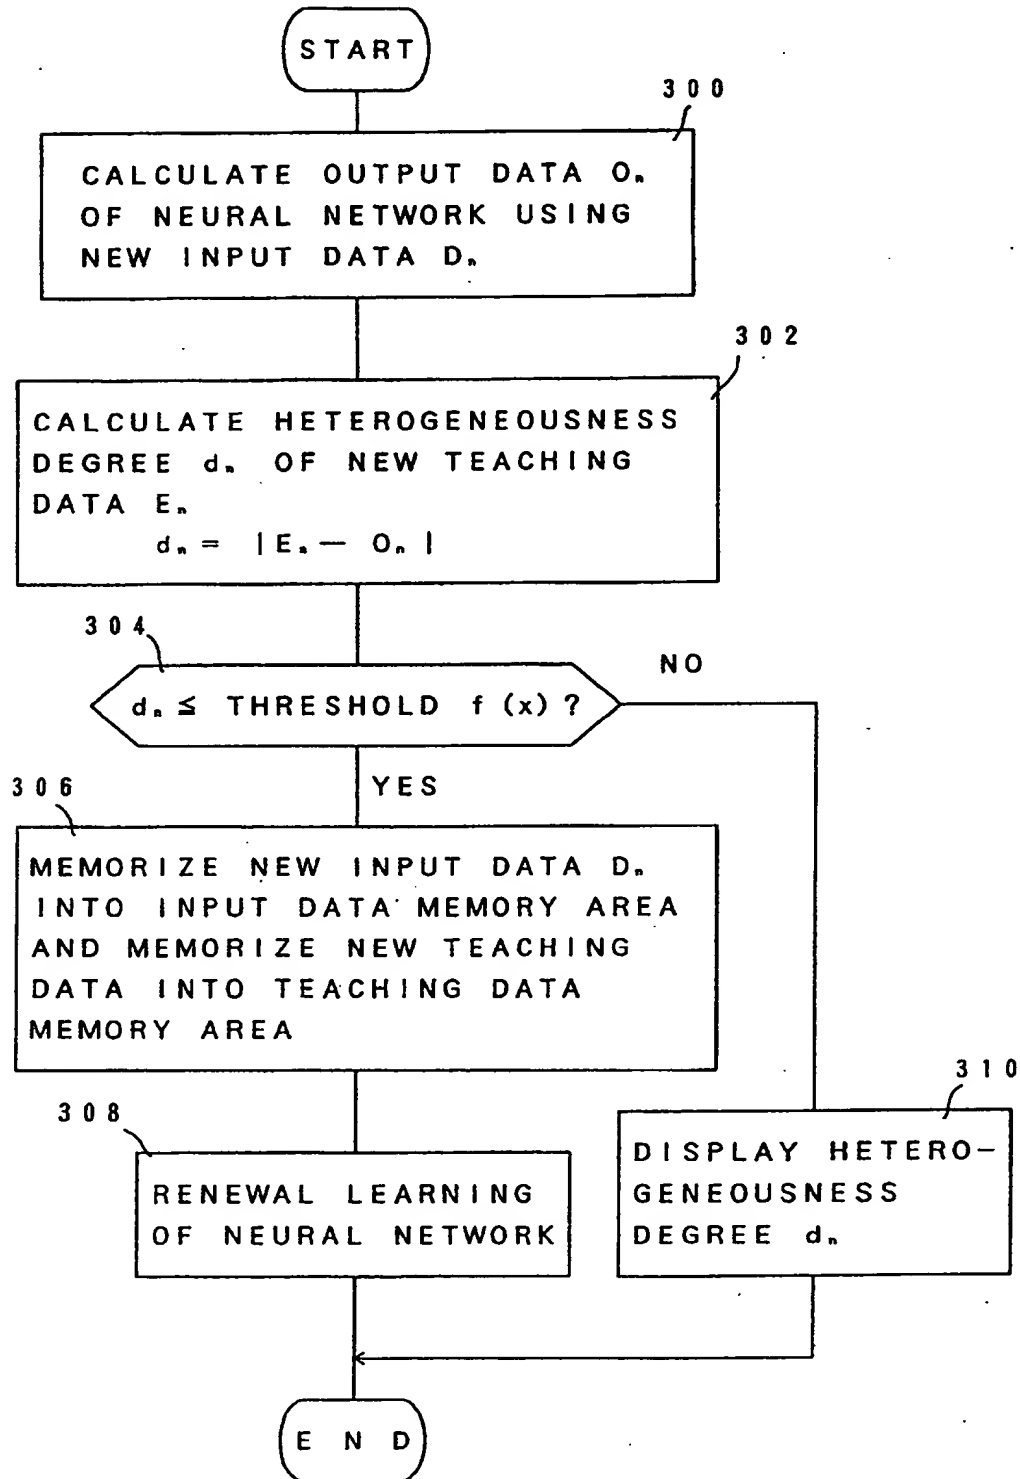 START
300
CALCULATE OUTPUT DATA Oₙ
OF NEURAL NETWORK USING
NEW INPUT DATA Dₙ
302
CALCULATE HETEROGENEOUSNESS
DEGREE dₙ OF NEW TEACHING
DATA Eₙ
dₙ = |Eₙ — Oₙ|
304
NO
dₙ ≦ THRESHOLD f (x) ?
YES
306
MEMORIZE NEW INPUT DATA Dₙ
INTO INPUT DATA MEMORY AREA
AND MEMORIZE NEW TEACHING
DATA INTO TEACHING DATA
MEMORY AREA
308
RENEWAL LEARNING
OF NEURAL NETWORK
310
DISPLAY HETERO-
GENEOUSNESS
DEGREE dₙ
END